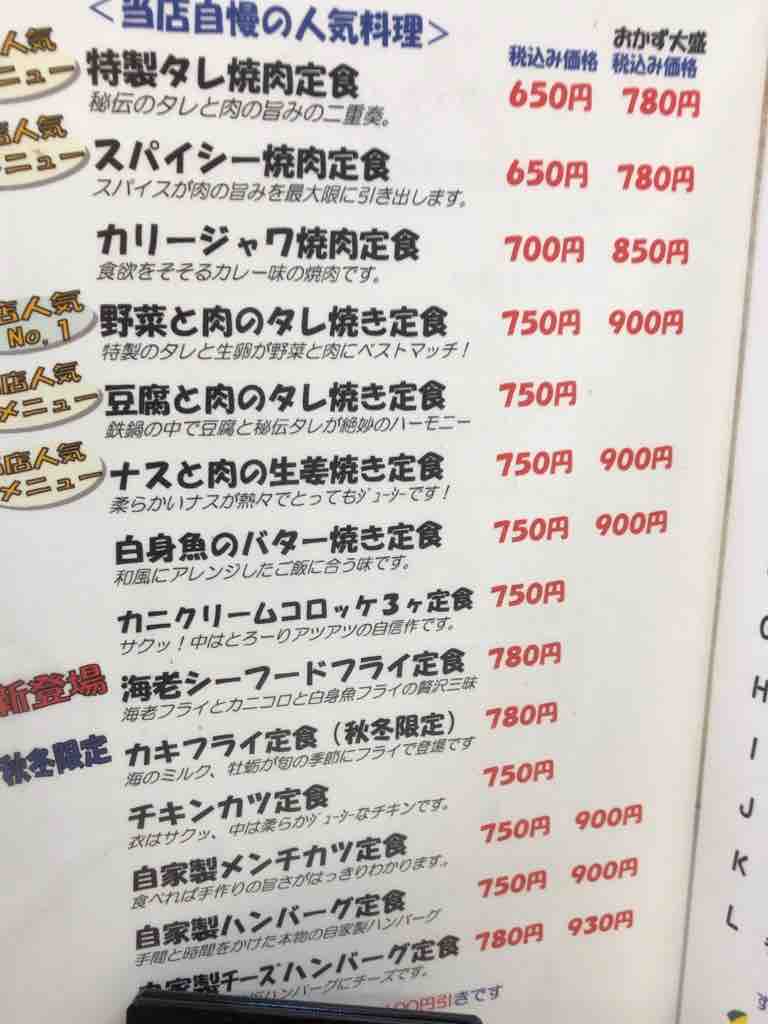 ＜当店自慢の人気料理＞
おかず大盛
税込み価格 税込み価格
人気
ニュー
特製タレ焼肉定食 650円 780円
秘伝のタレと肉の旨みの二重奏。
店人気
メニュー
スパイシー焼肉定食 650円 780円
スパイスが肉の旨みを最大限に引き出します。
カリージャワ焼肉定食 700円 850円
食欲をそそるカレー味の焼肉です。
店人気
No.1
野菜と肉のタレ焼き定食 750円 900円
特製のタレと生卵が野菜と肉にベストマッチ！
店人気
メニュー
豆腐と肉のタレ焼き定食 750円
鉄鍋の中で豆腐と秘伝タレが絶妙のハーモニー
店人気
メニュー
ナスと肉の生姜焼き定食 750円 900円
柔らかいナスが熱々でとってもｼﾞｭｰｼｰです！
白身魚のバター焼き定食 750円 900円
和風にアレンジしたご飯に合う味です。
カニクリームコロッケ３ヶ定食 750円
サクッ！中はとろーりアツアツの自信作です。
新登場
海老シーフードフライ定食 780円
海老フライとカニコロと白身魚フライの贅沢三昧
秋冬限定
カキフライ定食（秋冬限定） 780円
海のミルク、牡蛎が旬の季節にフライで登場です
チキンカツ定食 750円
衣はサクッ、中は柔らかｼﾞｭｰｼｰなチキンです。
自家製メンチカツ定食 750円 900円
食べれば手作りの旨さがはっきりわかります。
自家製ハンバーグ定食 750円 900円
手間と時間をかけた本物の自家製ハンバーグ
自家製チーズハンバーグ定食 780円 930円
ハンバーグにチーズです。
100円引きです
H
I
J
K
L